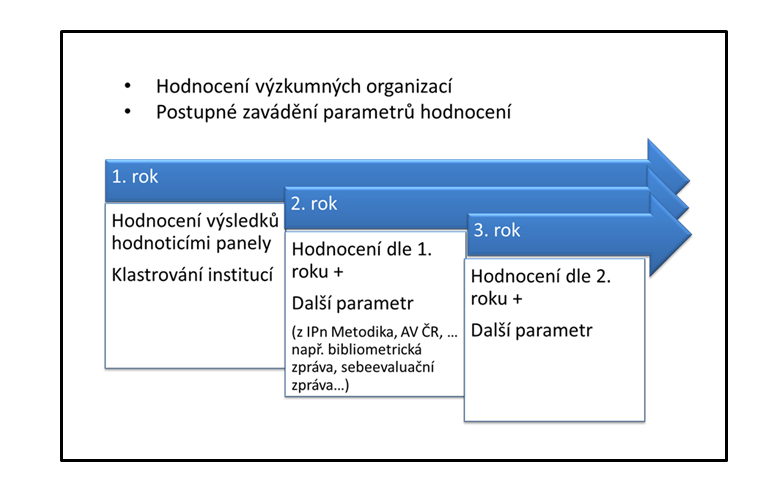 • Hodnocení výzkumných organizací
• Postupné zavádění parametrů hodnocení
1. rok
Hodnocení výsledků
hodnoticími panely
Klastrování institucí
2. rok
Hodnocení dle 1.
roku +
Další parametr
(z IPn Metodika, AV ČR, …
např. bibliometrická
zpráva, sebeevaluační
zpráva…)
3. rok
Hodnocení dle 2.
roku +
Další parametr